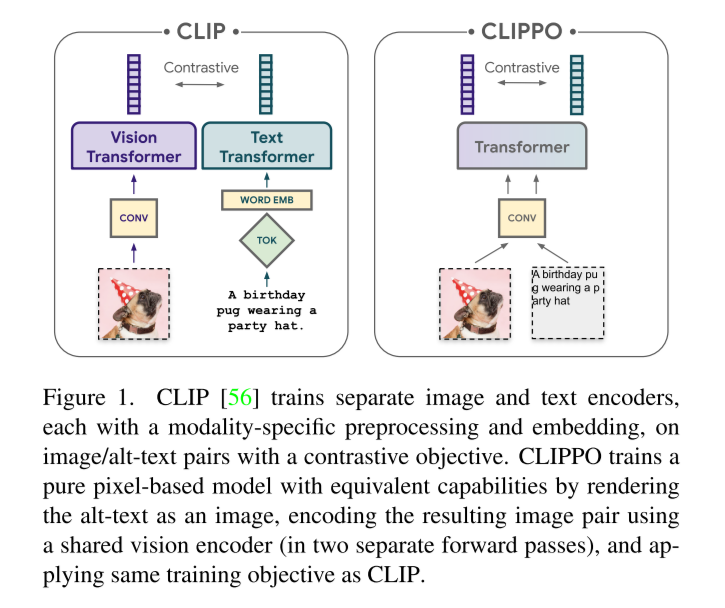 CLIP
Contrastive
Vision
Transformer
Text
Transformer
CONV
WORD EMB
TOK
A birthday
pug wearing a
party hat.
CLIPPO
Contrastive
Transformer
CONV
A birthday pu
g wearing a p
arty hat
Figure 1. CLIP [56] trains separate image and text encoders,
each with a modality-specific preprocessing and embedding, on
image/alt-text pairs with a contrastive objective. CLIPPO trains a
pure pixel-based model with equivalent capabilities by rendering
the alt-text as an image, encoding the resulting image pair using
a shared vision encoder (in two separate forward passes), and ap-
plying same training objective as CLIP.